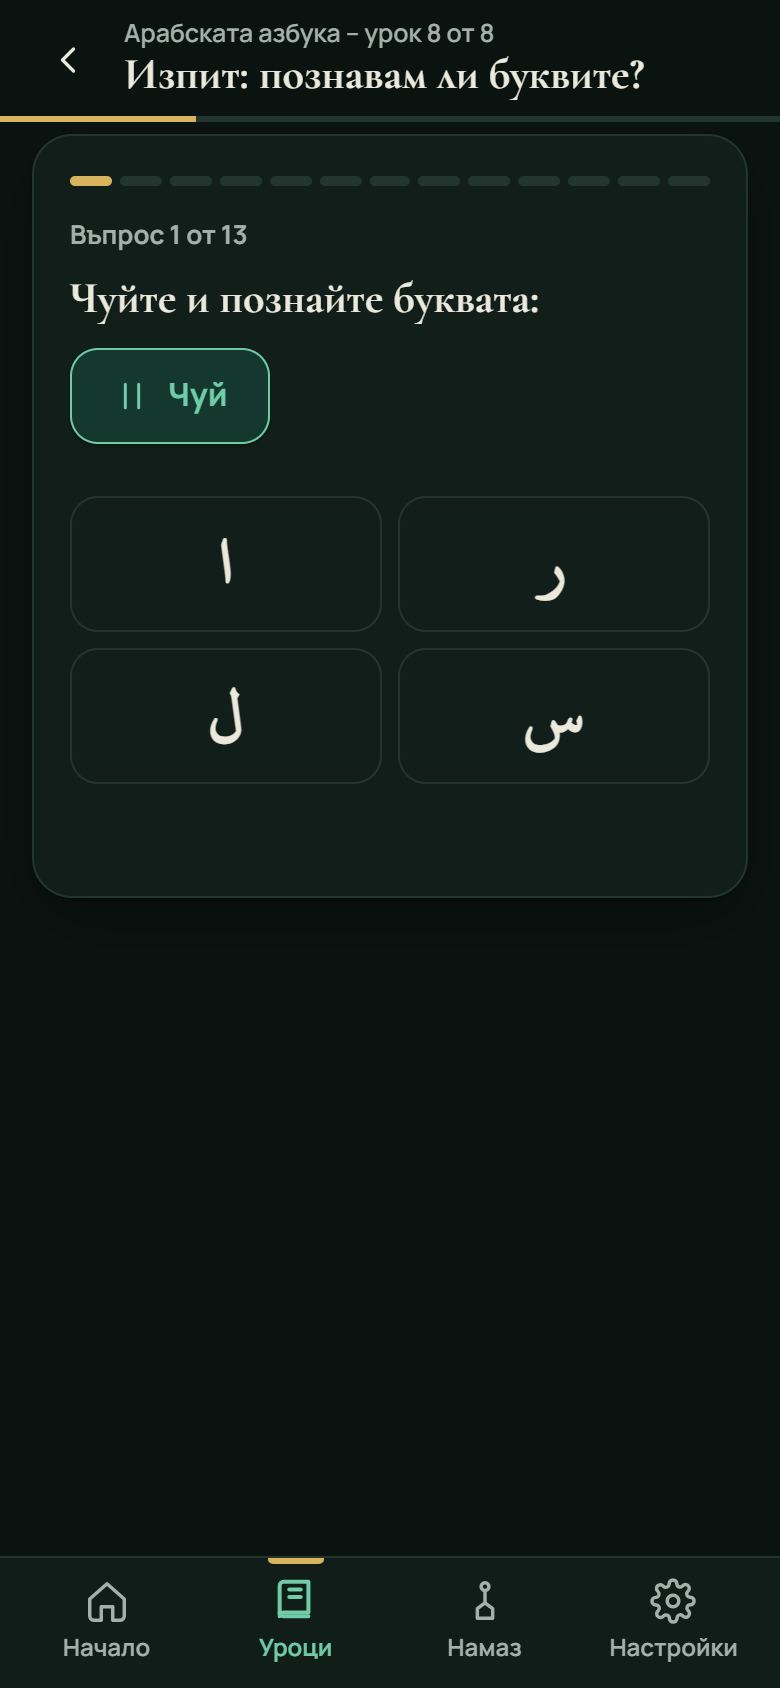 Арабската азбука – урок 8 от 8
Изпит: познавам ли буквите?
Въпрос 1 от 13
Чуйте и познайте буквата:
Чуй
ا
ر
ل
س
Начало
Уроци
Намаз
Настройки